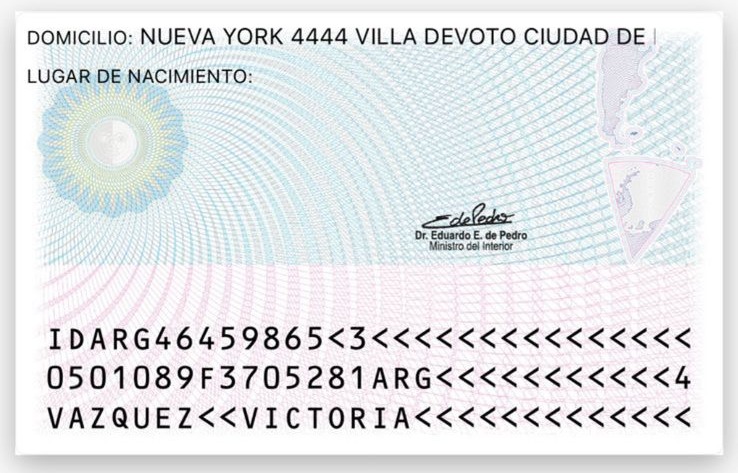 DOMICILIO: NUEVA YORK 4444 VILLA DEVOTO CIUDAD DE
LUGAR DE NACIMIENTO:
EdePedro
Dr. Eduardo E. de Pedro
Ministro del Interior
IDARG46459865<3<<<<<<<<<<<<<<<
0501089F3705281ARG<<<<<<<<<<<4
VAZQUEZ<<VICTORIA<<<<<<<<<<<<<